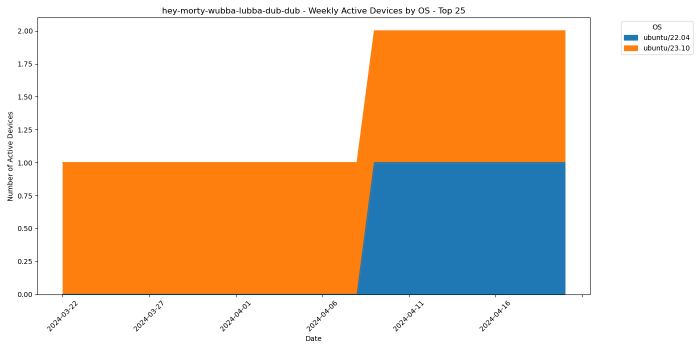 hey-morty-wubba-lubba-dub-dub - Weekly Active Devices by OS - Top 25
OS
ubuntu/22.04
ubuntu/23.10
Number of Active Devices
2.00
1.75
1.50
1.25
1.00
0.75
0.50
0.25
0.00
2024-03-22
2024-03-27
2024-04-01
2024-04-06
2024-04-11
2024-04-16
Date